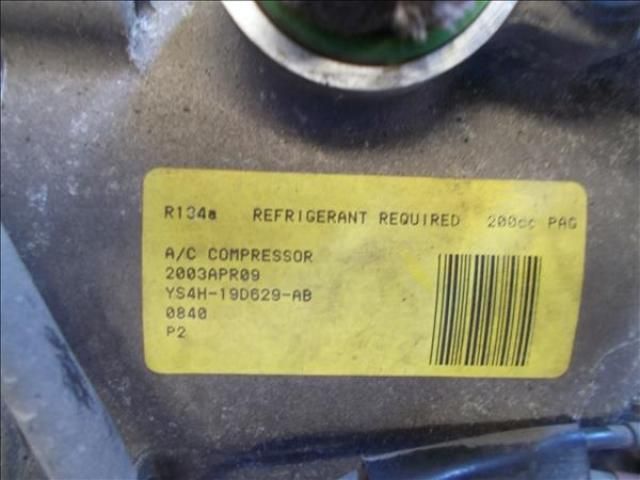 R134a REFRIGERANT REQUIRED 200cc PAG
A/C COMPRESSOR
2003APR09
YS4H-19D629-AB
0840
P2